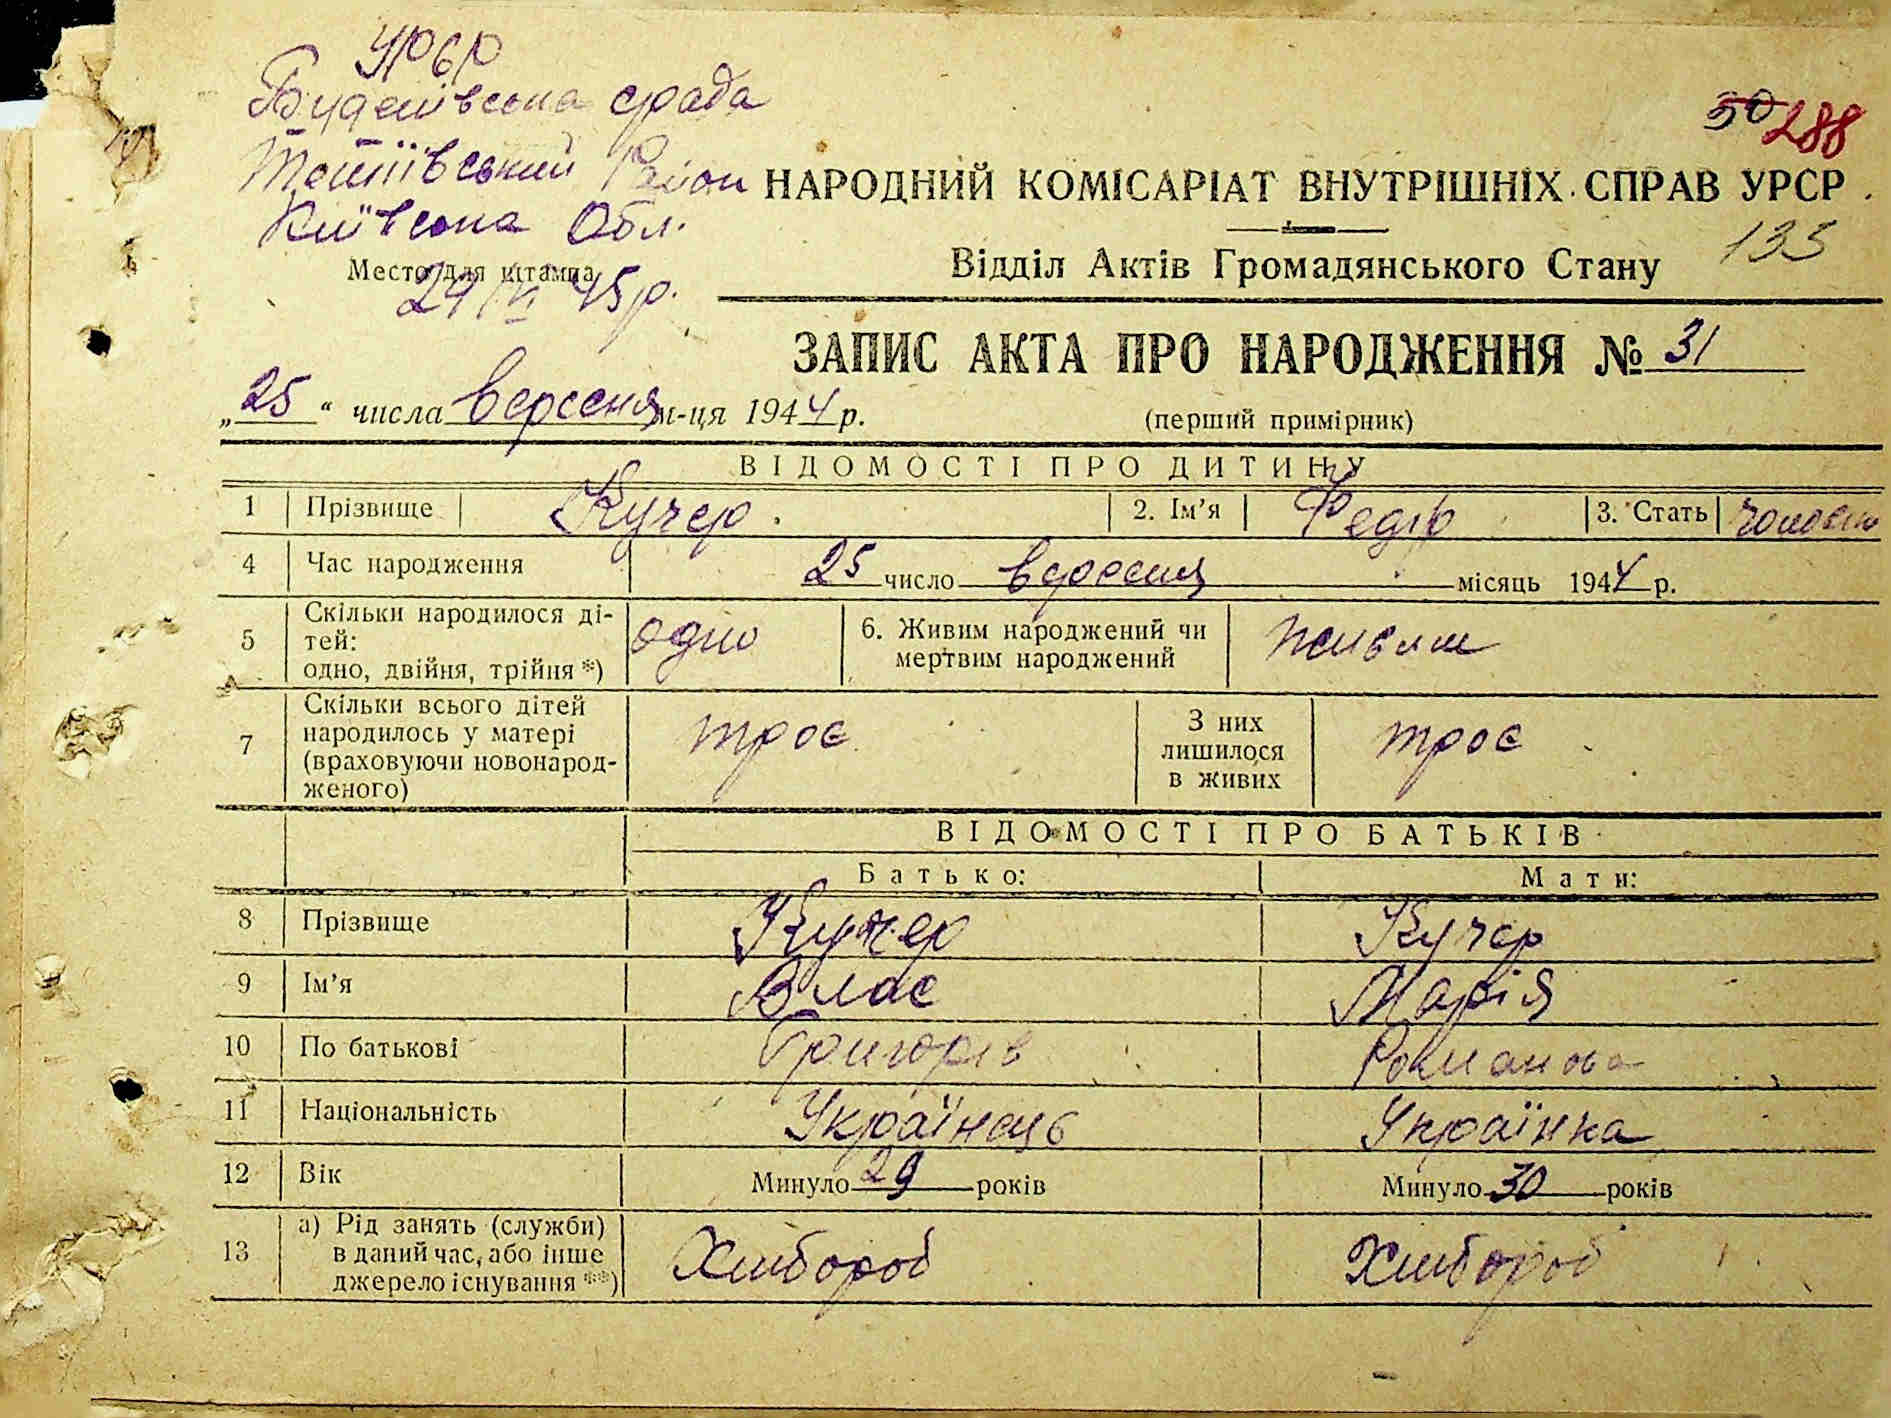 УРСР
с/рада
Тетіївський Район
Київська Обл.
Место для штампа
45 р.
50 288
НАРОДНИЙ КОМІСАРІАТ ВНУТРІШНІХ СПРАВ УРСР
135
Відділ Актів Громадянського Стану
ЗАПИС АКТА ПРО НАРОДЖЕННЯ № 31
„25“ числа вересня м-ця 1944 р.
(перший примірник)
ВІДОМОСТІ ПРО ДИТИНУ
1 Прізвище Кучер. 2. Ім'я Федір 3. Стать
4 Час народження 25 число вересня місяць 1944 р.
5 Скільки народилося ді-
тей:
одно, двійня, трійня *)
одно
6. Живим народжений чи
мертвим народжений
живим
7 Скільки всього дітей
народилось у матері
(враховуючи новонарод-
женого)
троє
З них
лишилося
в живих
троє
ВІДОМОСТІ ПРО БАТЬКІВ
Батько: Мати:
8 Прізвище Кучер Кучер
9 Ім'я Влас Марія
10 По батькові Григорів Романова
11 Національність Українець Українка
12 Вік Минуло 29 років Минуло 30 років
13 а) Рід занять (служби)
в даний час, або інше
джерело існування **)
Хлібороб Хлібороб